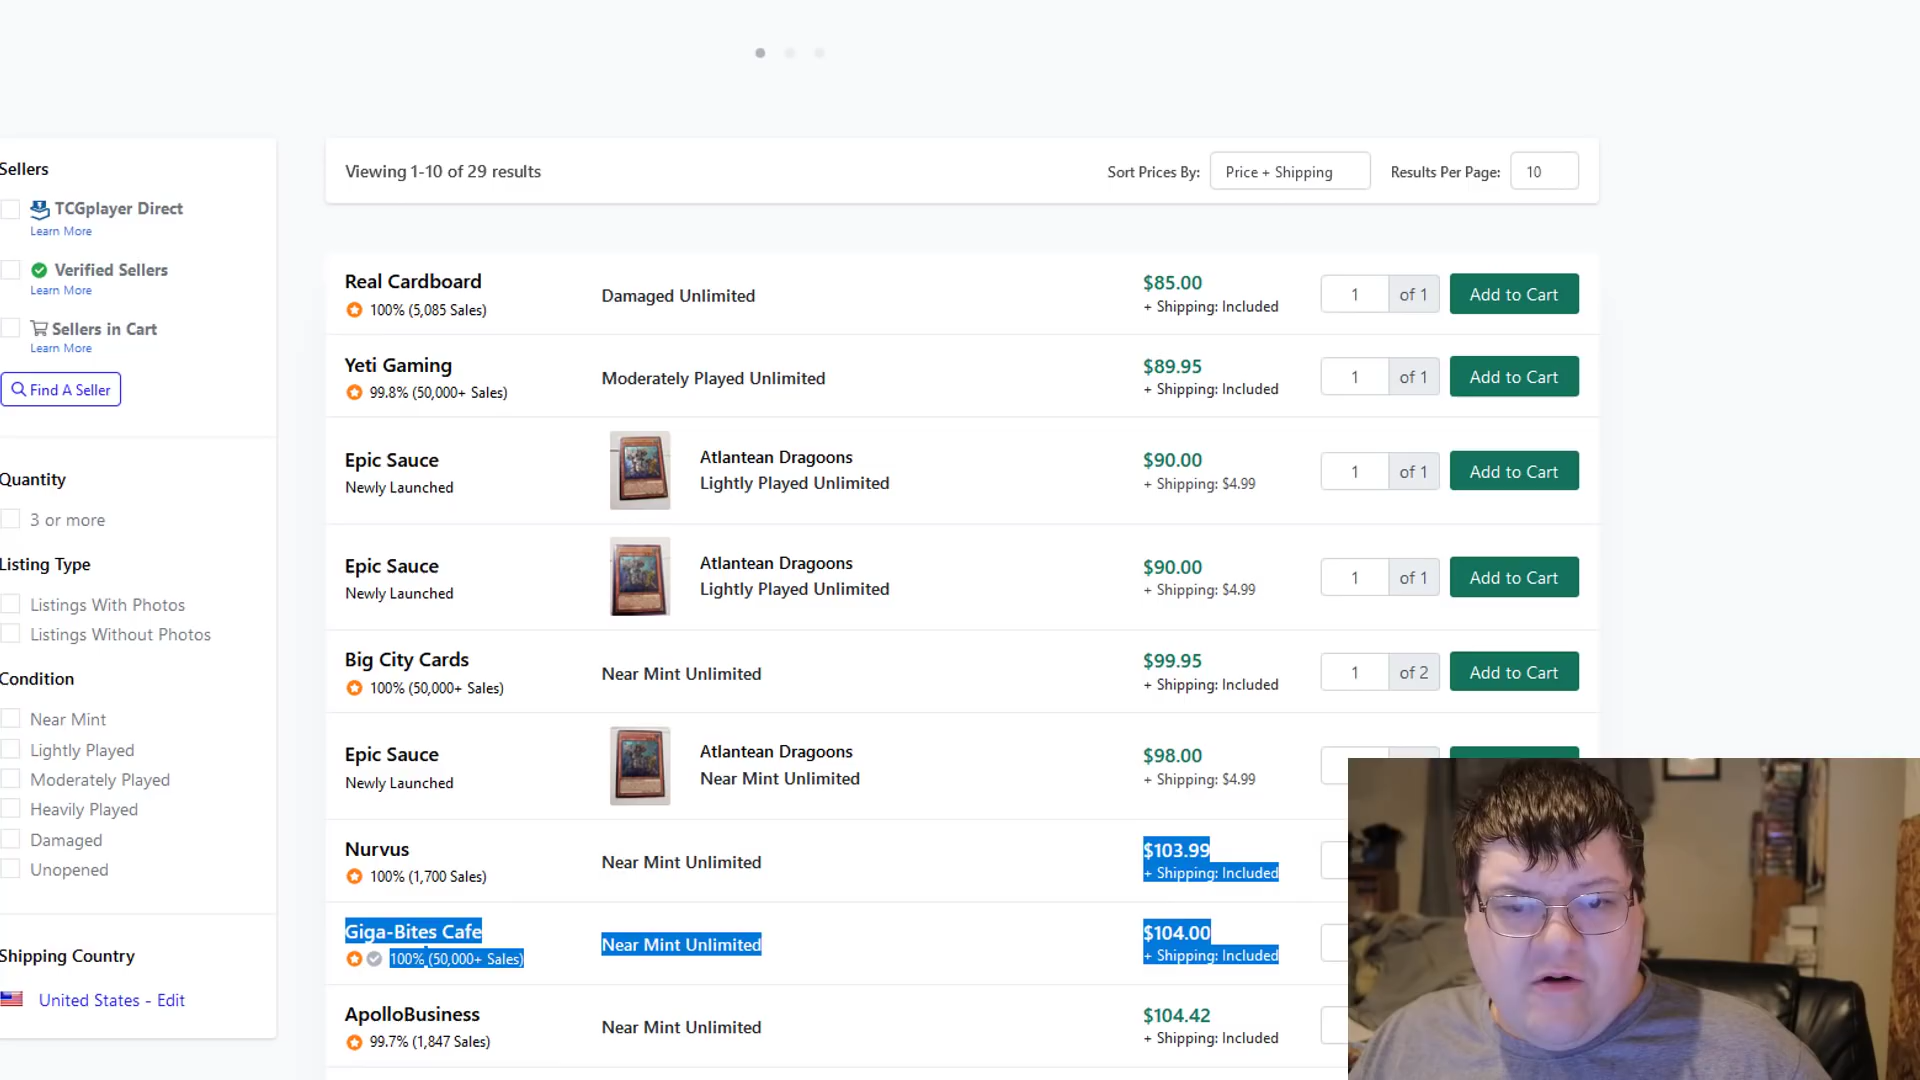 Sellers
TCGplayer Direct
Learn More
Verified Sellers
Learn More
Sellers in Cart
Learn More
Find A Seller
Quantity
3 or more
Listing Type
Listings With Photos
Listings Without Photos
Condition
Near Mint
Lightly Played
Moderately Played
Heavily Played
Damaged
Unopened
Shipping Country
United States - Edit
Viewing 1-10 of 29 results
Sort Prices By: Price + Shipping Results Per Page: 10
Real Cardboard
100% (5,085 Sales)
Damaged Unlimited
$85.00
+ Shipping: Included
1 of 1 Add to Cart
Yeti Gaming
99.8% (50,000+ Sales)
Moderately Played Unlimited
$89.95
+ Shipping: Included
1 of 1 Add to Cart
Epic Sauce
Newly Launched
Atlantean Dragoons
Lightly Played Unlimited
$90.00
+ Shipping: $4.99
1 of 1 Add to Cart
Epic Sauce
Newly Launched
Atlantean Dragoons
Lightly Played Unlimited
$90.00
+ Shipping: $4.99
1 of 1 Add to Cart
Big City Cards
100% (50,000+ Sales)
Near Mint Unlimited
$99.95
+ Shipping: Included
1 of 2 Add to Cart
Epic Sauce
Newly Launched
Atlantean Dragoons
Near Mint Unlimited
$98.00
+ Shipping: $4.99
Nurvus
100% (1,700 Sales)
Near Mint Unlimited
$103.99
+ Shipping: Included
Giga-Bites Cafe
100% (50,000+ Sales)
Near Mint Unlimited
$104.00
+ Shipping: Included
ApolloBusiness
99.7% (1,847 Sales)
Near Mint Unlimited
$104.42
+ Shipping: Included